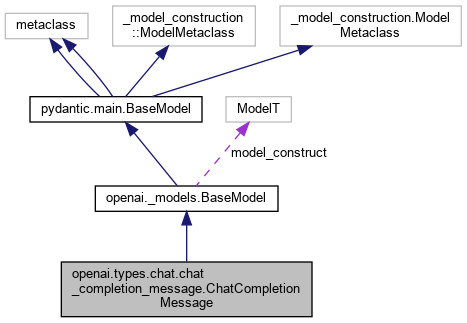 metaclass
_model_construction
::ModelMetaclass
_model_construction.Model
Metaclass
pydantic.main.BaseModel
ModelT
model_construct
openai._models.BaseModel
openai.types.chat.chat
_completion_message.ChatCompletion
Message